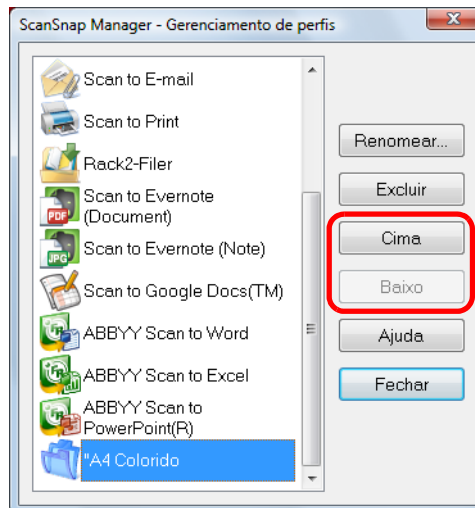 ScanSnap Manager - Gerenciamento de perfis
Scan to E-mail
Scan to Print
Rack2-Filer
Scan to Evernote
(Document)
Scan to Evernote (Note)
Scan to Google Docs(TM)
ABBYY Scan to Word
ABBYY Scan to Excel
ABBYY Scan to
PowerPoint(R)
"A4 Colorido
Renomear...
Excluir
Cima
Baixo
Ajuda
Fechar
PDF
JPG